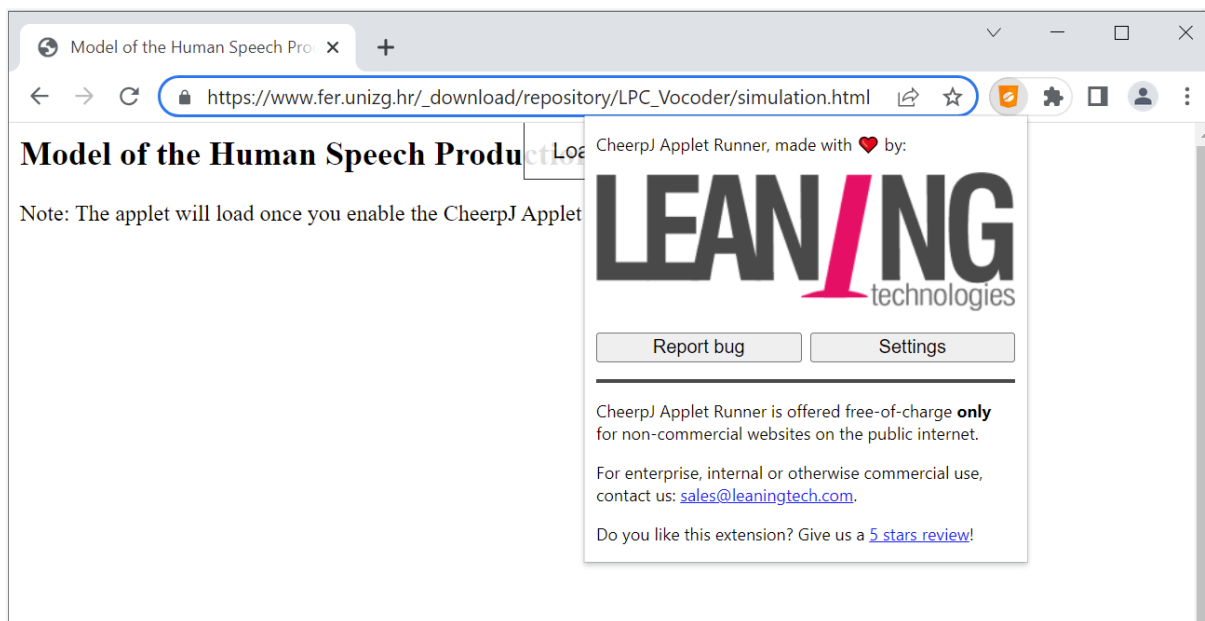 Model of the Human Speech Pro
https://www.fer.unizg.hr/_download/repository/LPC_Vocoder/simulation.html
Model of the Human Speech Production
Loa
Note: The applet will load once you enable the CheerpJ Applet
CheerpJ Applet Runner, made with ❤ by:
LEANING
technologies
Report bug
Settings
CheerpJ Applet Runner is offered free-of-charge only
for non-commercial websites on the public internet.
For enterprise, internal or otherwise commercial use,
contact us: sales@leaningtech.com.
Do you like this extension? Give us a 5 stars review!